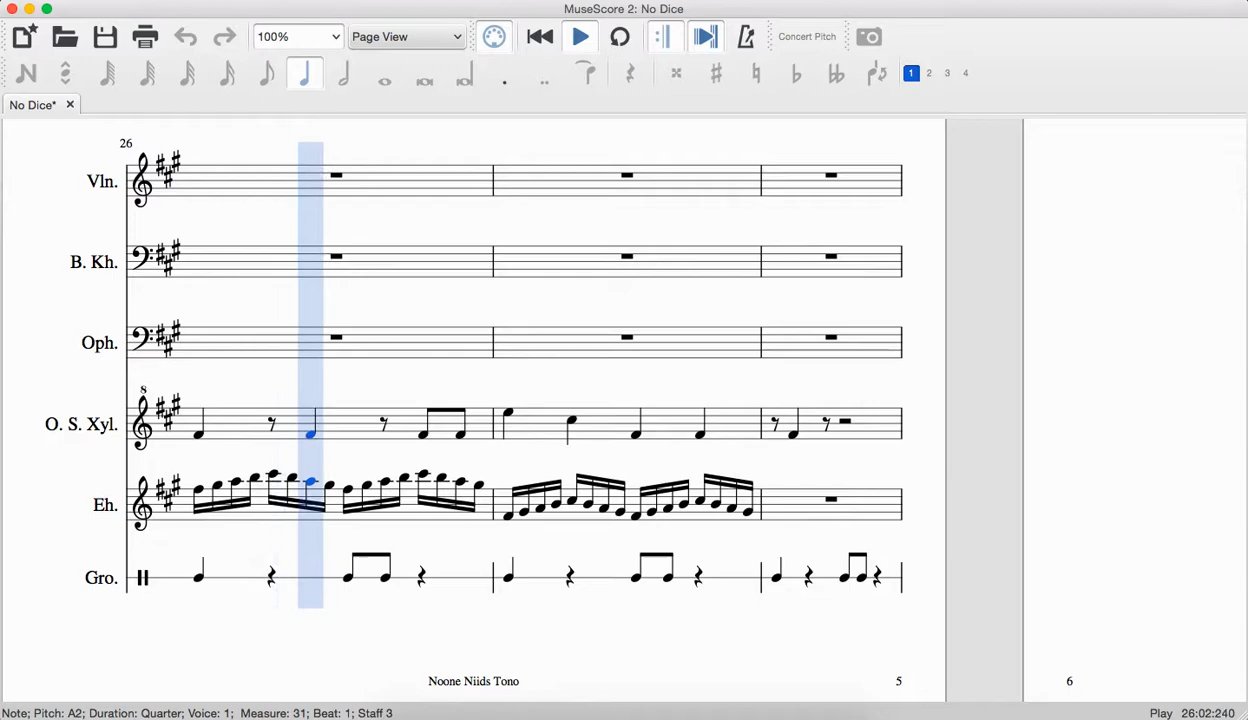 MuseScore 2: No Dice
100% Page View Concert Pitch
1 2 3 4
No Dice*
26
Vln.
B. Kh.
Oph.
8
O. S. Xyl.
Eh.
Gro.
Noone Niids Tono 5 6
Note; Pitch: A2; Duration: Quarter; Voice: 1; Measure: 31; Beat: 1; Staff 3 Play 26:02:240